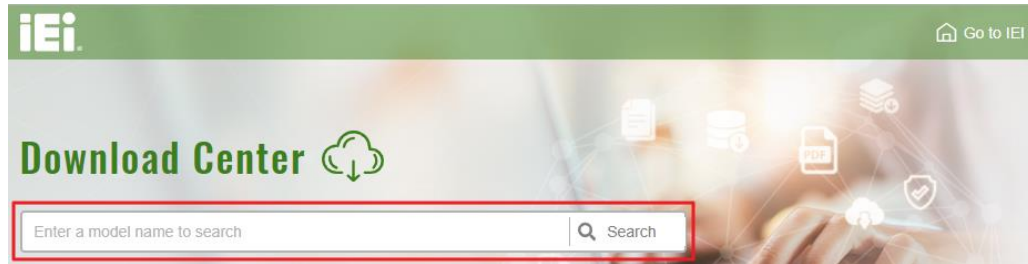 iEi
Go to IEI
Download Center
PDF
Enter a model name to search
Search